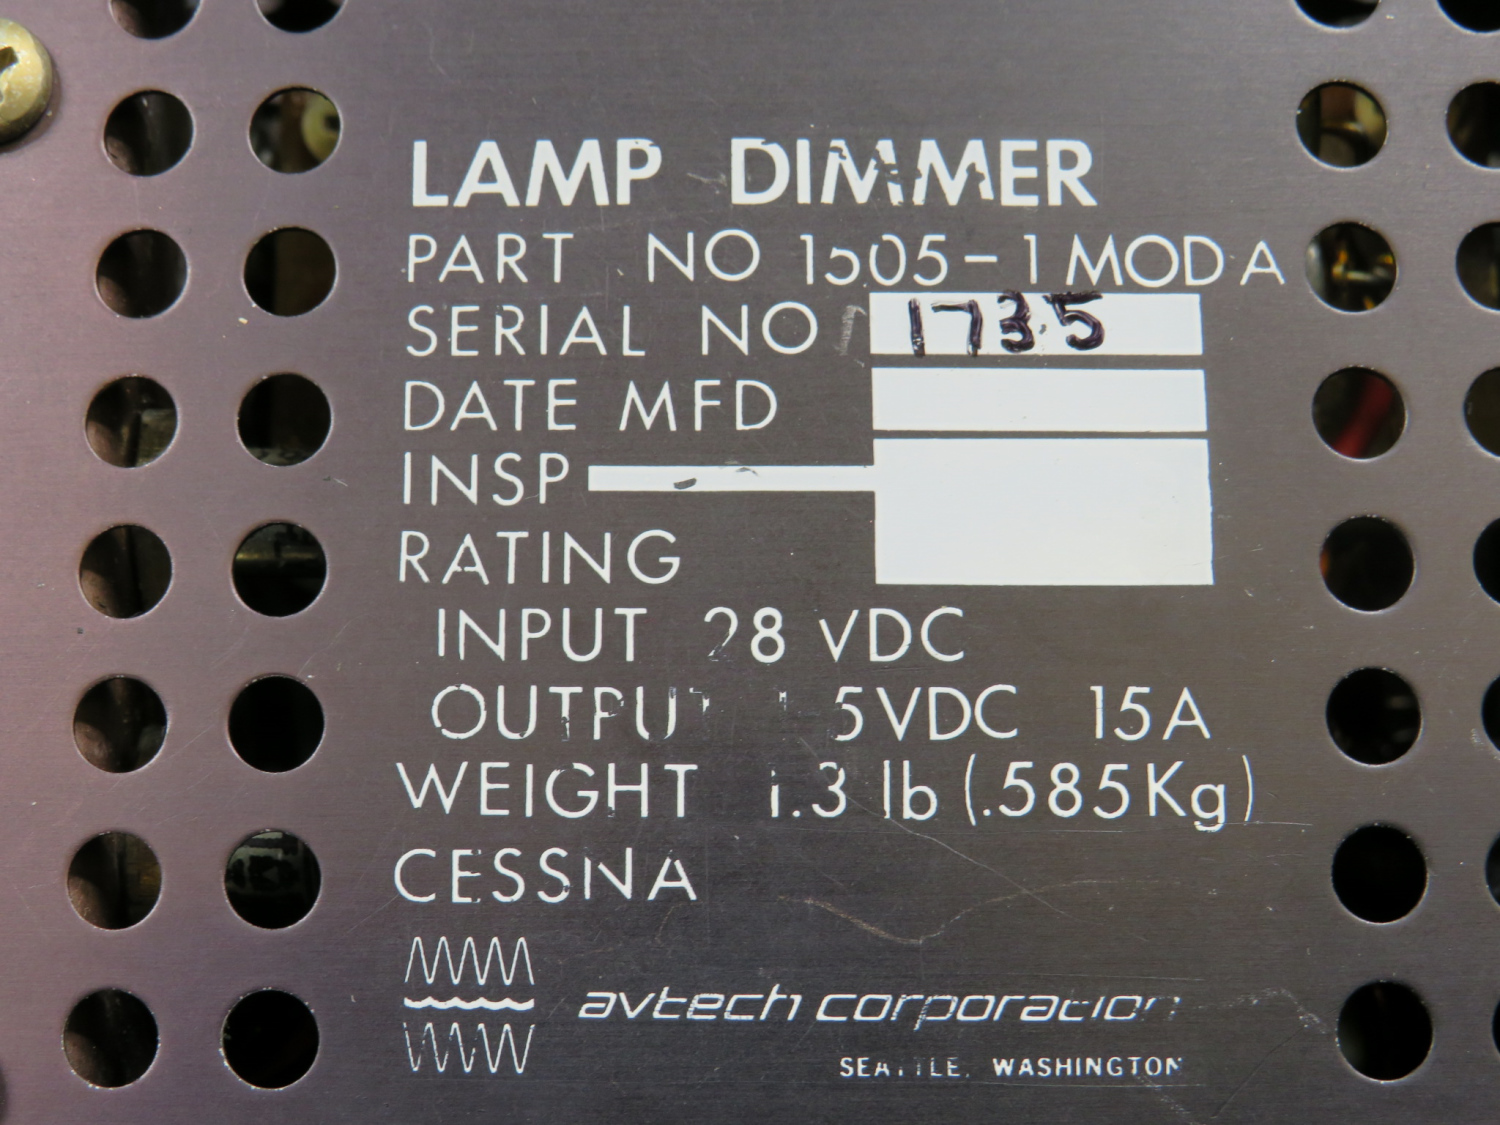 LAMP DIMMER
PART NO 1505-1 MOD A
SERIAL NO 1735
DATE MFD
INSP
RATING
INPUT 28 VDC
OUTPUT 5VDC 15A
WEIGHT 1.3 lb (.585Kg)
CESSNA
avtech corporation
SEATTLE, WASHINGTON